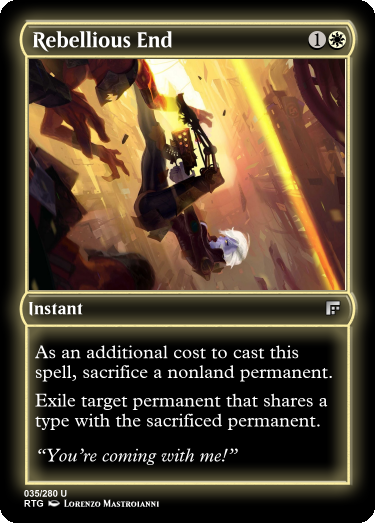 Rebellious End 1
Instant
As an additional cost to cast this
spell, sacrifice a nonland permanent.
Exile target permanent that shares a
type with the sacrificed permanent.
“You’re coming with me!”
035/280 U
RTG Lorenzo Mastroianni